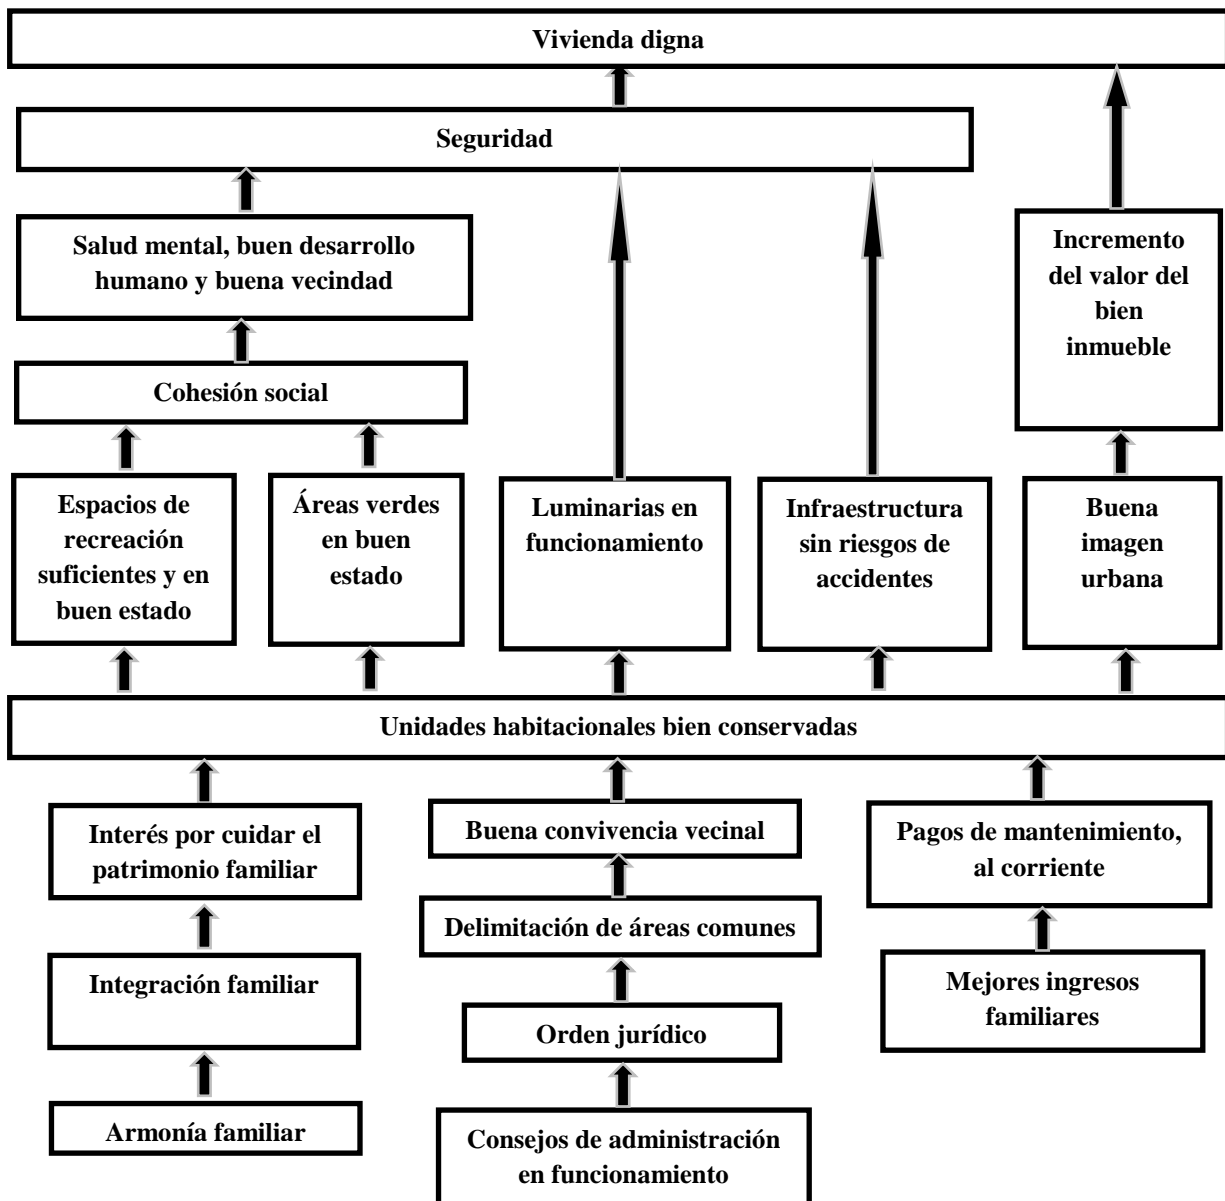 Vivienda digna
Seguridad
Salud mental, buen desarrollo
humano y buena vecindad
Incremento
del valor del
bien
inmueble
Cohesión social
Espacios de
recreación
suficientes y en
buen estado
Áreas verdes
en buen
estado
Luminarias en
funcionamiento
Infraestructura
sin riesgos de
accidentes
Buena
imagen
urbana
Unidades habitacionales bien conservadas
Interés por cuidar el
patrimonio familiar
Buena convivencia vecinal
Pagos de mantenimiento,
al corriente
Delimitación de áreas comunes
Integración familiar
Mejores ingresos
familiares
Orden jurídico
Armonía familiar
Consejos de administración
en funcionamiento